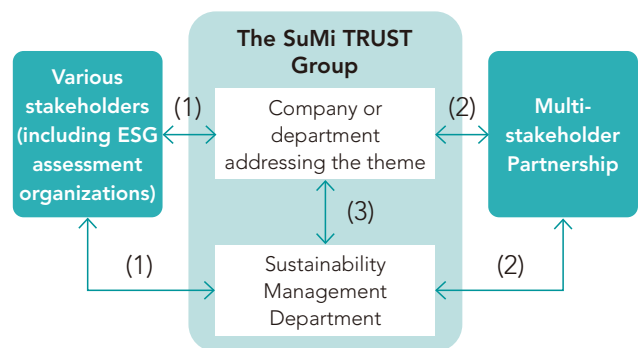 The SuMi TRUST
Group
Various
stakeholders
(including ESG
assessment
organizations)
(1)
Company or
department
addressing the theme
(2)
Multi-
stakeholder
Partnership
(3)
(1)
Sustainability
Management
Department
(2)